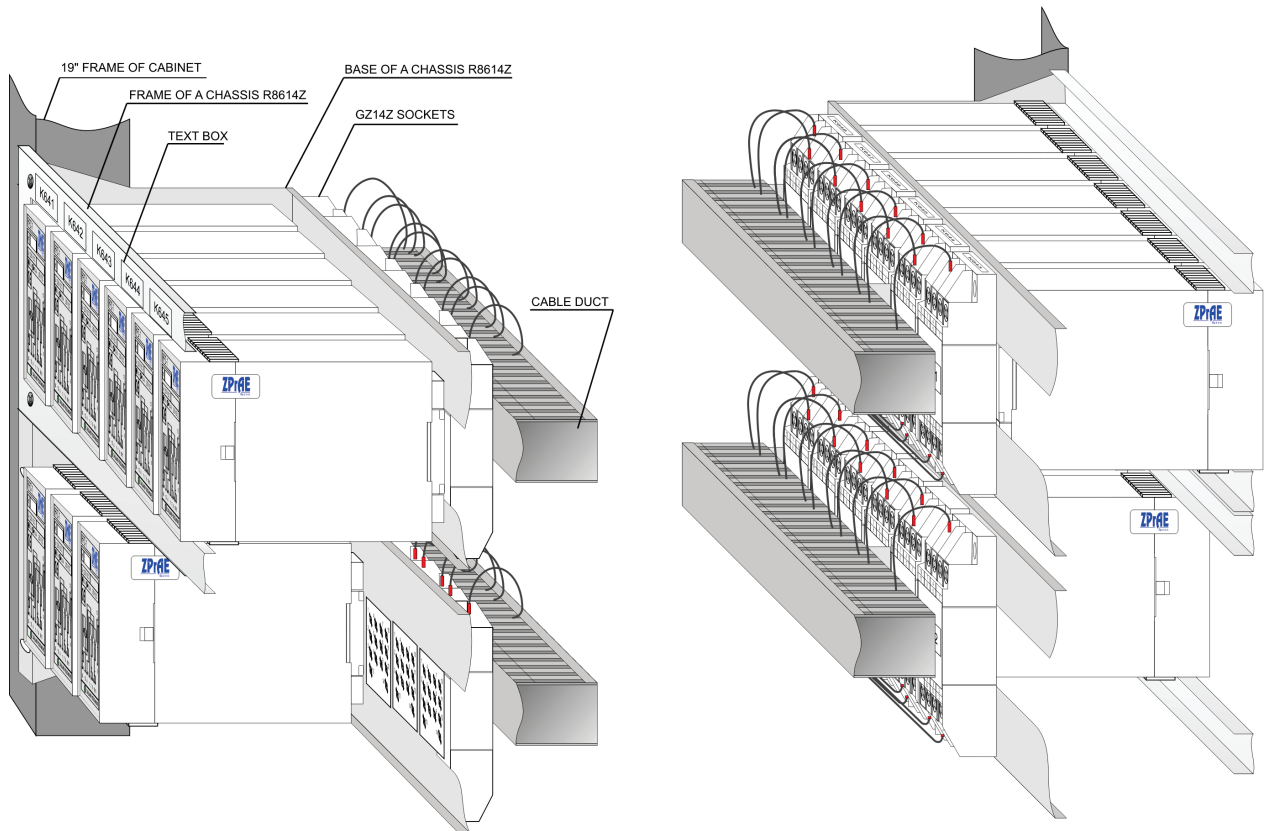 19" FRAME OF CABINET
FRAME OF A CHASSIS R8614Z
TEXT BOX
BASE OF A CHASSIS R8614Z
GZ14Z SOCKETS
CABLE DUCT
K641
K642
K643
K644
K645
ZPrAE
ZPrAE
ZPrAE
ZPrAE